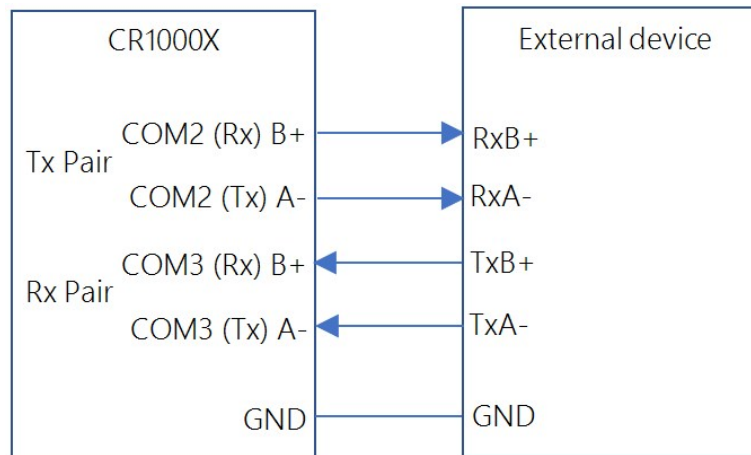 CR1000X
External device
Tx Pair
COM2 (Rx) B+
RxB+
COM2 (Tx) A-
RxA-
Rx Pair
COM3 (Rx) B+
TxB+
COM3 (Tx) A-
TxA-
GND
GND